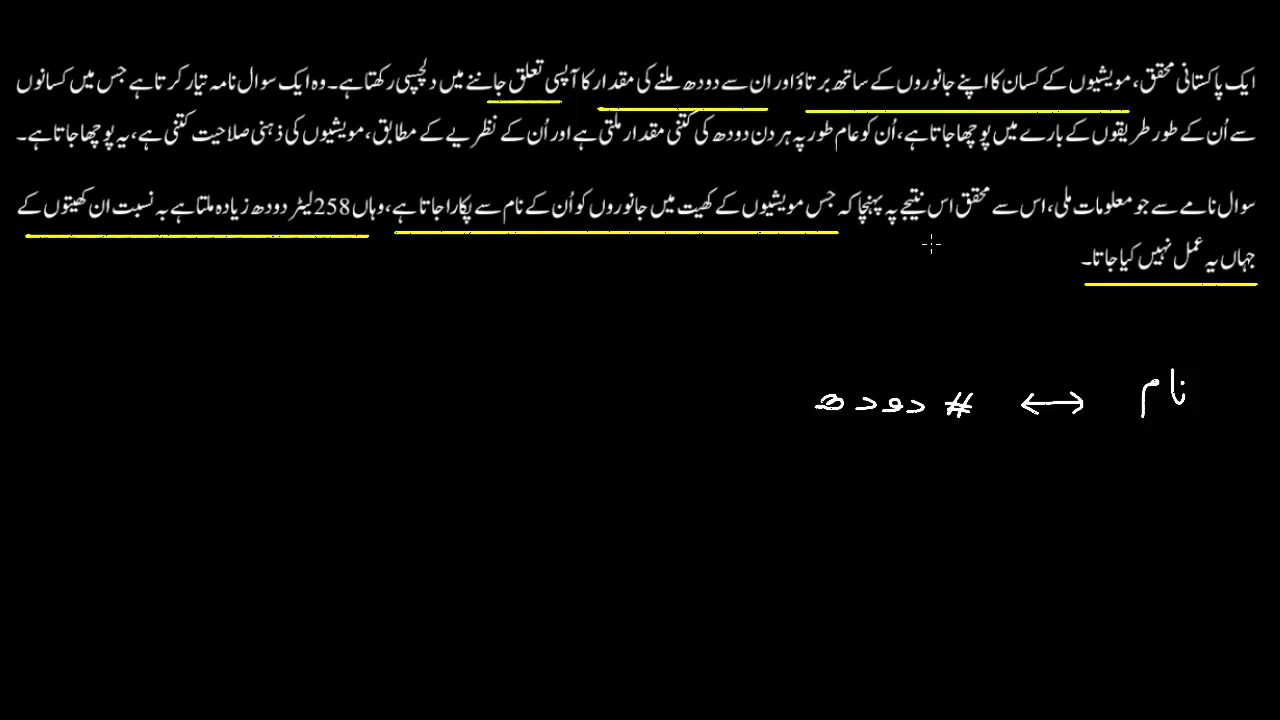 ایک پاکستانی محقق، مویشیوں کے کسان کا اپنے جانوروں کے ساتھ برتاؤ اور ان سے دودھ ملنے کی مقدار کا آپسی تعلق جاننے میں دلچسپی رکھتا ہے۔ وہ ایک سوال نامہ تیار کرتا ہے جس میں کسانوں
سے اُن کے طور طریقوں کے بارے میں پوچھا جاتا ہے، اُن کو عام طور پہ ہر دن دودھ کی کتنی مقدار ملتی ہے اور اُن کے نظریے کے مطابق، مویشیوں کی ذہنی صلاحیت کتنی ہے، یہ پوچھا جاتا ہے۔
سوال نامے سے جو معلومات ملی، اس سے محقق اس نتیجے پہ پہنچا کہ جس مویشیوں کے کھیت میں جانوروں کو اُن کے نام سے پکارا جاتا ہے، وہاں 258 لیٹر دودھ زیادہ ملتا ہے بہ نسبت ان کھیتوں کے
جہاں یہ عمل نہیں کیا جاتا۔
نام ↔ # دودھ